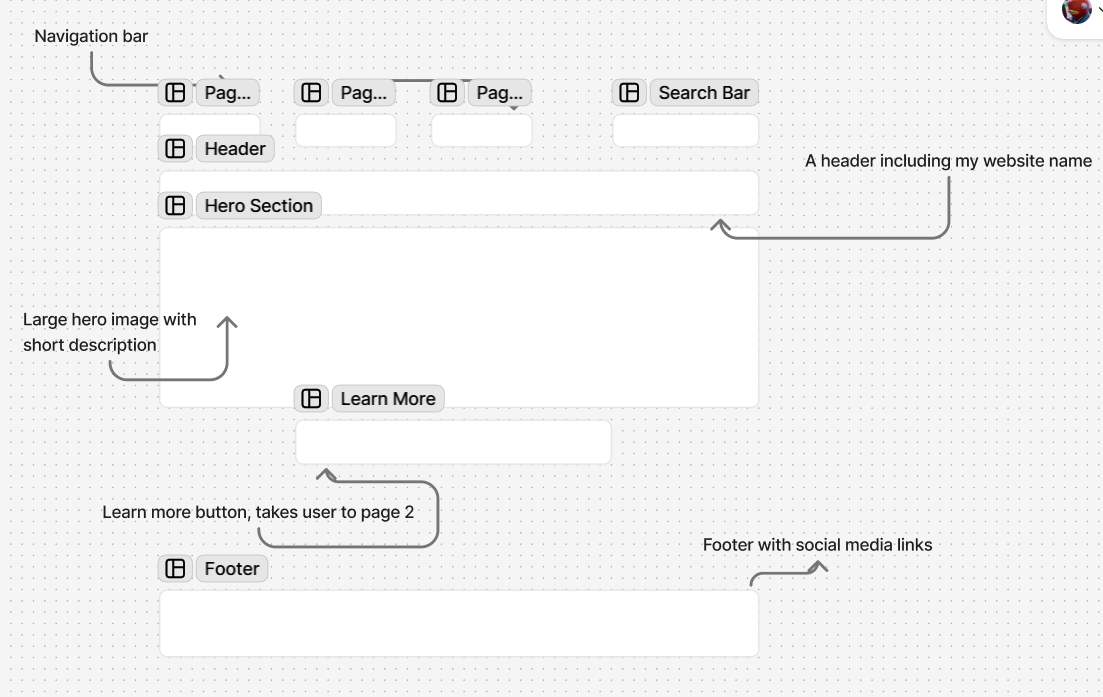 Navigation bar
Pag...
Pag...
Pag...
Search Bar
Header
A header including my website name
Hero Section
Large hero image with
short description
Learn More
Learn more button, takes user to page 2
Footer with social media links
Footer